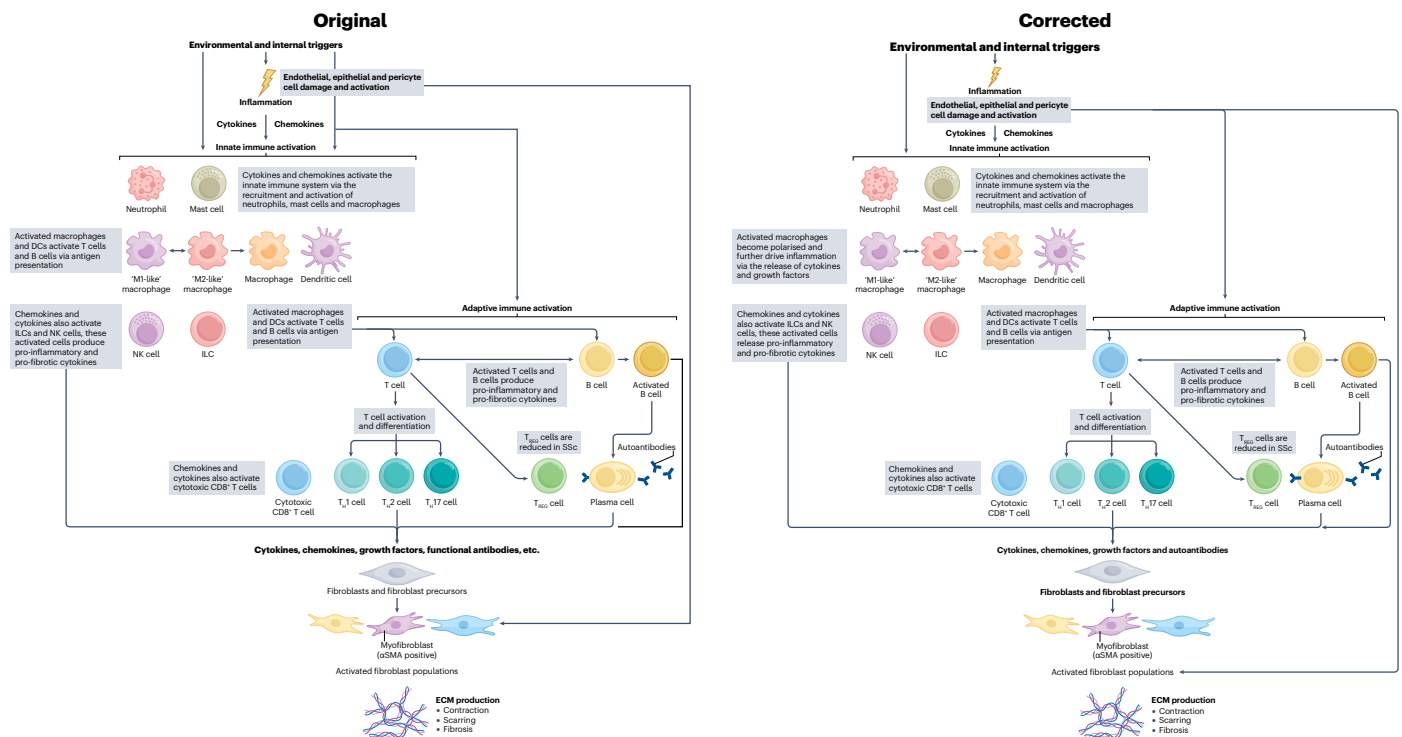 Original
Environmental and internal triggers
Endothelial, epithelial and pericyte
cell damage and activation
Inflammation
Cytokines
Chemokines
Innate immune activation
Neutrophil
Mast cell
Cytokines and chemokines activate the
innate immune system via the
recruitment and activation of
neutrophils, mast cells and macrophages
Activated macrophages
and DCs activate T cells
and B cells via antigen
presentation
'M1-like'
macrophage
'M2-like'
macrophage
Macrophage
Dendritic cell
Chemokines and
cytokines also activate
ILCs and NK cells, these
activated cells produce
pro-inflammatory and
pro-fibrotic cytokines
NK cell
ILC
Activated macrophages
and DCs activate T cells
and B cells via antigen
presentation
Adaptive immune activation
T cell
Activated T cells and
B cells produce
pro-inflammatory and
pro-fibrotic cytokines
B cell
Activated
B cell
T cell activation
and differentiation
TREG cells are
reduced in SSc
Autoantibodies
Chemokines and
cytokines also activate
cytotoxic CD8⁺ T cells
Cytotoxic
CD8⁺ T cell
TH1 cell
TH2 cell
TH17 cell
TREG cell
Plasma cell
Cytokines, chemokines, growth factors, functional antibodies, etc.
Fibroblasts and fibroblast precursors
Myofibroblast
(αSMA positive)
Activated fibroblast populations
ECM production
• Contraction
• Scarring
• Fibrosis
Corrected
Environmental and internal triggers
Inflammation
Endothelial, epithelial and pericyte
cell damage and activation
Cytokines
Chemokines
Innate immune activation
Neutrophil
Mast cell
Cytokines and chemokines activate the
innate immune system via the
recruitment and activation of
neutrophils, mast cells and macrophages
Activated macrophages
become polarised and
further drive inflammation
via the release of cytokines
and growth factors
'M1-like'
macrophage
'M2-like'
macrophage
Macrophage
Dendritic cell
Chemokines and cytokines
also activate ILCs and NK
cells, these activated cells
release pro-inflammatory
and pro-fibrotic cytokines
NK cell
ILC
Activated macrophages
and DCs activate T cells
and B cells via antigen
presentation
Adaptive immune activation
T cell
Activated T cells and
B cells produce
pro-inflammatory and
pro-fibrotic cytokines
B cell
Activated
B cell
T cell activation
and differentiation
TREG cells are
reduced in SSc
Autoantibodies
Chemokines and
cytokines also activate
cytotoxic CD8⁺ T cells
Cytotoxic
CD8⁺ T cell
TH1 cell
TH2 cell
TH17 cell
TREG cell
Plasma cell
Cytokines, chemokines, growth factors and autoantibodies
Fibroblasts and fibroblast precursors
Myofibroblast
(αSMA positive)
Activated fibroblast populations
ECM production
• Contraction
• Scarring
• Fibrosis